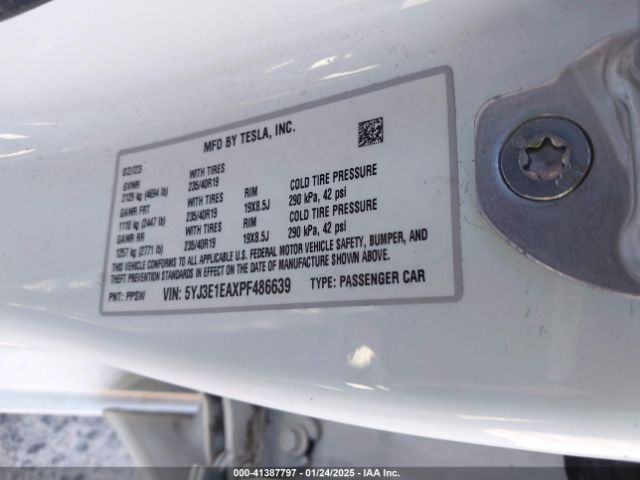 MFD BY TESLA, INC.
02/23 WITH TIRES
GVWR 235/40R19 RIM COLD TIRE PRESSURE
2129 kg (4694 lb) WITH TIRES 19X8.5J 290 kPa, 42 psi
GAWR FRT 235/40R19 RIM COLD TIRE PRESSURE
1110 kg (2447 lb) WITH TIRES 19X8.5J 290 kPa, 42 psi
GAWR RR 235/40R19
1257 kg (2771 lb)
THIS VEHICLE CONFORMS TO ALL APPLICABLE U.S. FEDERAL MOTOR VEHICLE SAFETY, BUMPER, AND
THEFT PREVENTION STANDARDS IN EFFECT ON THE DATE OF MANUFACTURE SHOWN ABOVE.
PNT: PPSW VIN: 5YJ3E1EAXPF486639 TYPE: PASSENGER CAR
000-41387797 - 01/24/2025 - IAA Inc.